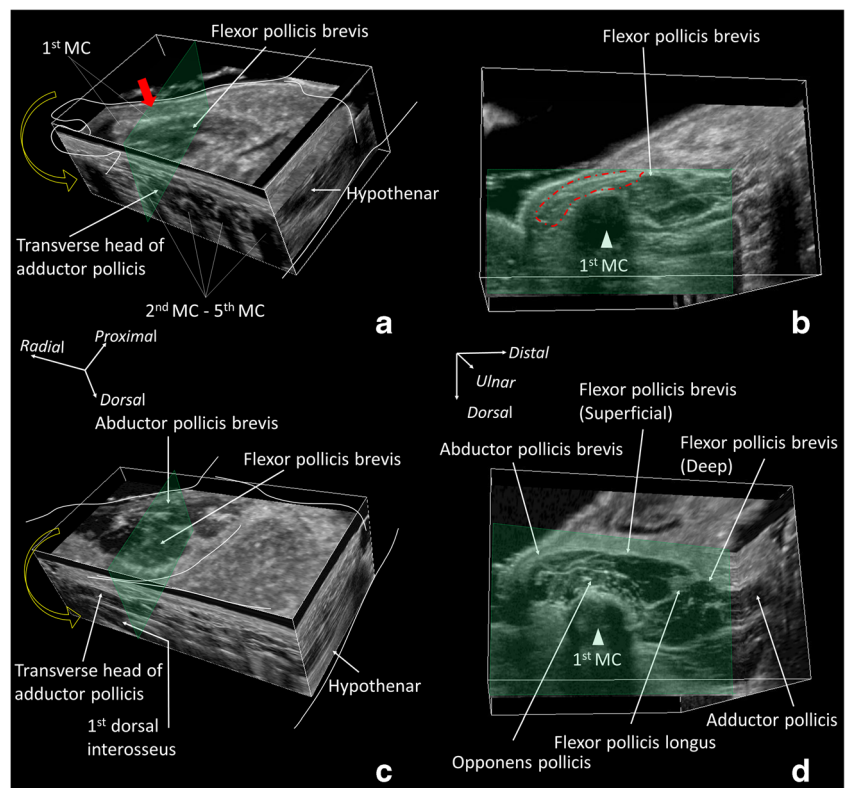 Flexor pollicis brevis
1st MC
Hypothenar
Transverse head of
adductor pollicis
2nd MC - 5th MC
a
Flexor pollicis brevis
1st MC
b
Radial
Proximal
Dorsal
Distal
Ulnar
Dorsal
Abductor pollicis brevis
Flexor pollicis brevis
Transverse head of
adductor pollicis
Hypothenar
1st dorsal
interosseus
c
Flexor pollicis brevis
(Superficial)
Abductor pollicis brevis
Flexor pollicis brevis
(Deep)
1st MC
Adductor pollicis
Flexor pollicis longus
Opponens pollicis
d